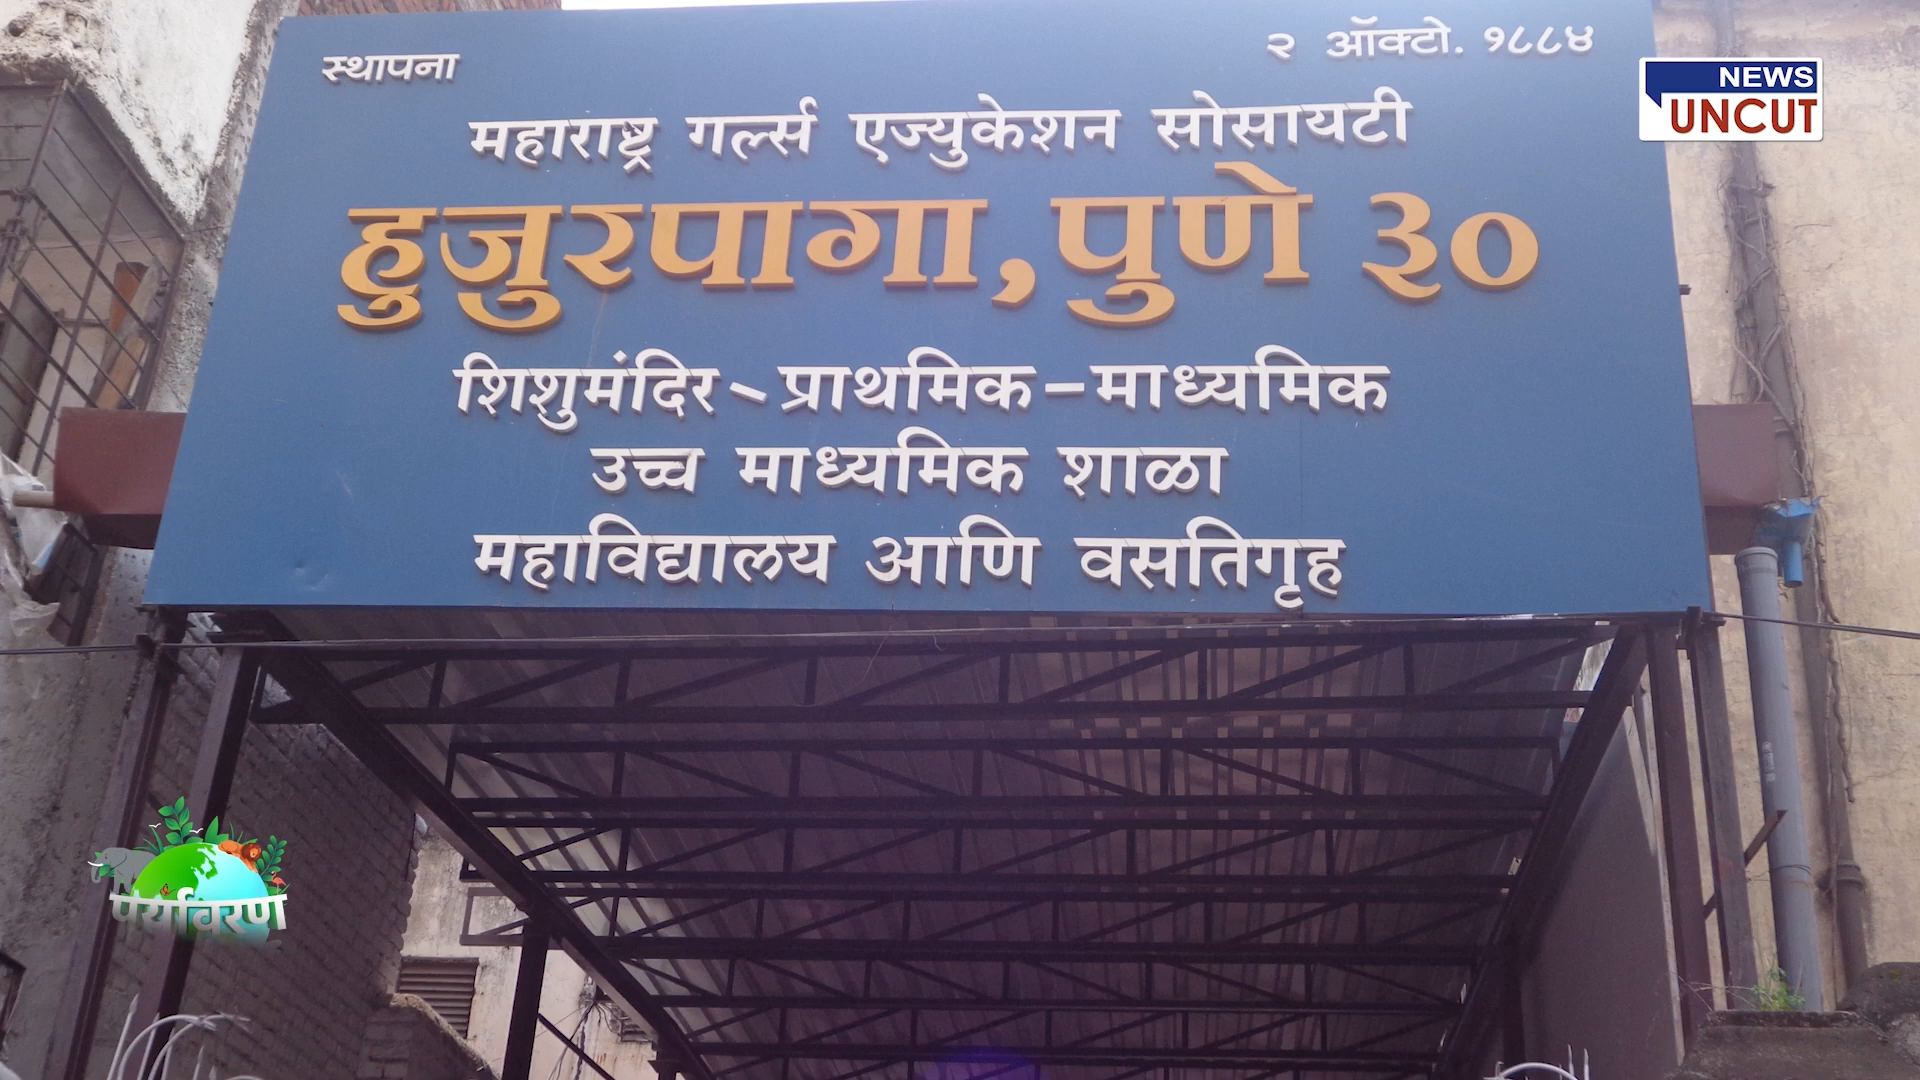 स्थापना
२ ऑक्टो. १८८४
NEWS
UNCUT
महाराष्ट्र गर्ल्स एज्युकेशन सोसायटी
हुजुरपागा, पुणे ३०
शिशुमंदिर - प्राथमिक - माध्यमिक
उच्च माध्यमिक शाळा
महाविद्यालय आणि वसतिगृह
पर्यावरण